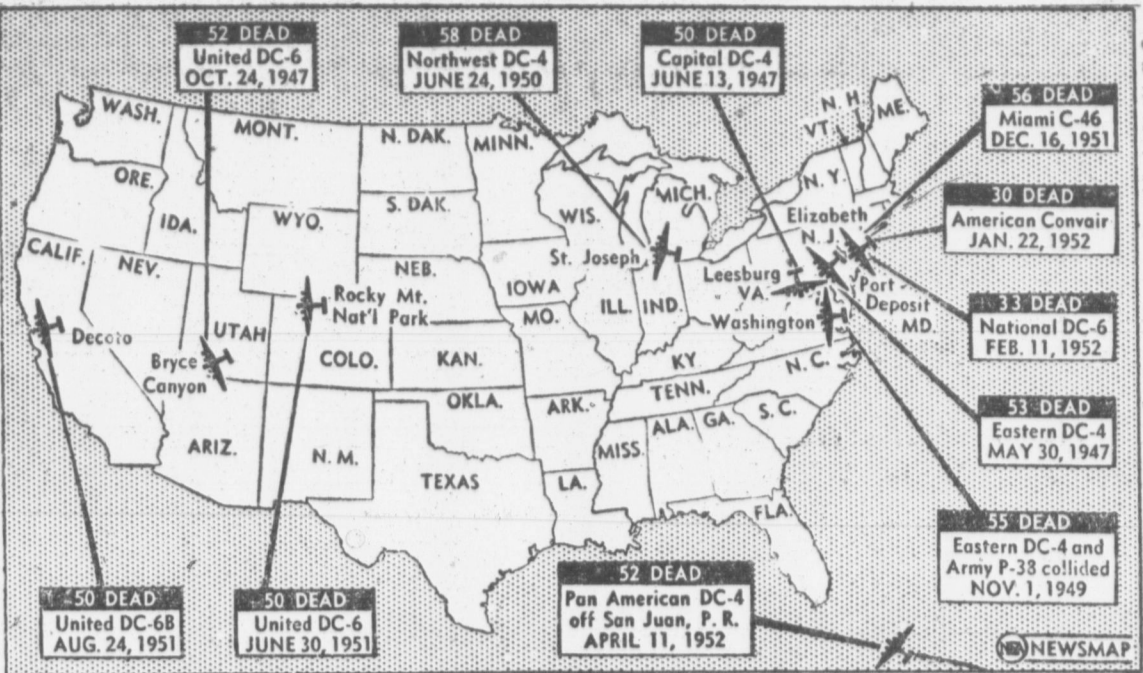 52 DEAD
United DC-6
OCT. 24, 1947
58 DEAD
Northwest DC-4
JUNE 24, 1950
50 DEAD
Capital DC-4
JUNE 13, 1947
56 DEAD
Miami C-46
DEC. 16, 1951
30 DEAD
American Convair
JAN. 22, 1952
33 DEAD
National DC-6
FEB. 11, 1952
53 DEAD
Eastern DC-4
MAY 30, 1947
55 DEAD
Eastern DC-4 and
Army P-38 collided
NOV. 1, 1949
WASH.
MONT.
N. DAK.
MINN.
VT.
N. H
ME.
ORE.
IDA.
WYO.
S. DAK.
WIS.
MICH.
N. Y.
Elizabeth
N. J.
CALIF.
NEV.
NEB.
IOWA
St. Joseph
Leesburg
VA.
Port
Deposit
MD.
Rocky Mt.
Nat'l Park
UTAH
COLO.
KAN.
MO.
ILL.
IND.
Washington
Decoto
Bryce
Canyon
KY.
N. C.
TENN.
OKLA.
ARK.
S. C.
ARIZ.
N. M.
TEXAS
LA.
MISS.
ALA.
GA.
FLA.
50 DEAD
United DC-6B
AUG. 24, 1951
50 DEAD
United DC-6
JUNE 30, 1951
52 DEAD
Pan American DC-4
off San Juan, P. R.
APRIL 11, 1952
NEA NEWSMAP